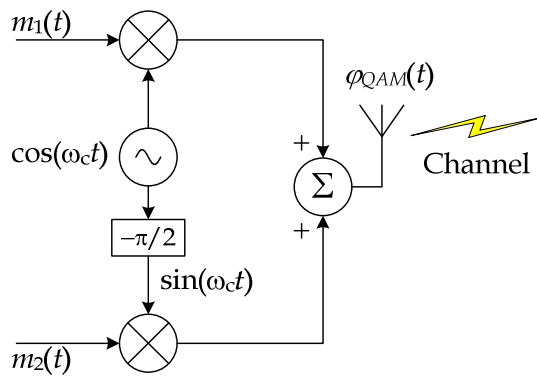 m₁(t)
φQAM(t)
cos(ωct)
+
Σ
Channel
−π/2
+
sin(ωct)
m₂(t)